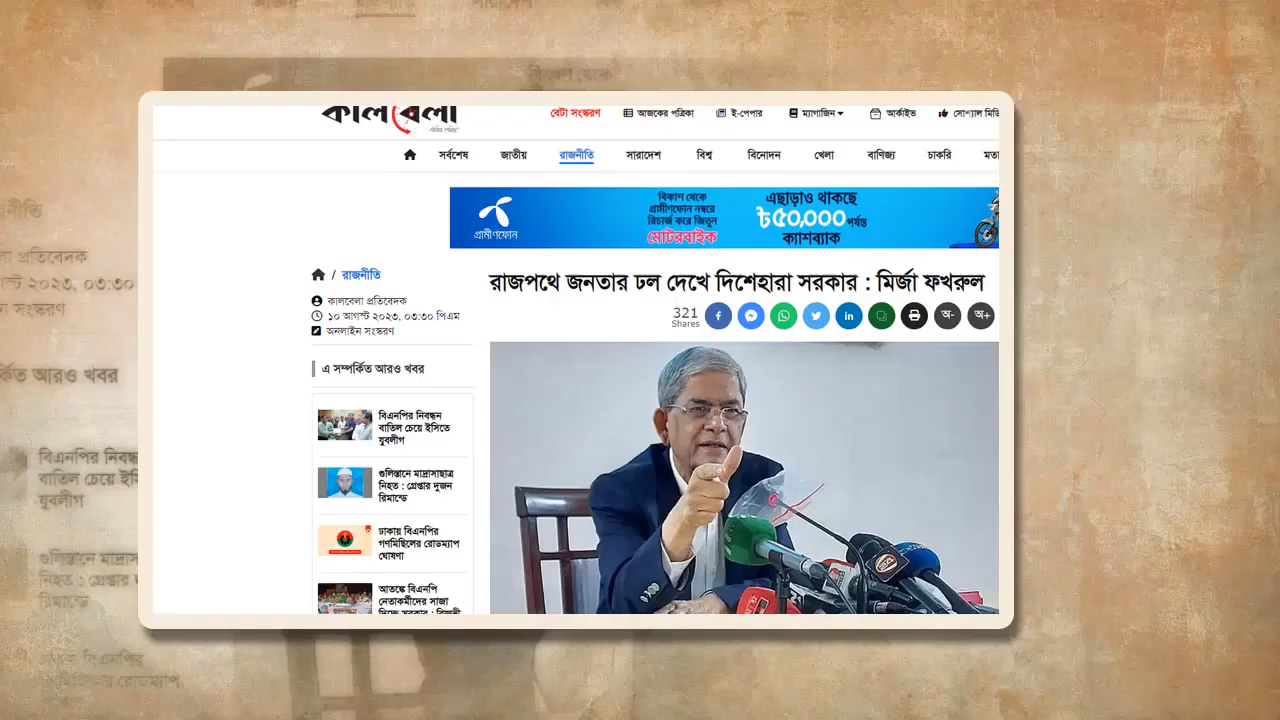 কালবেলা
বেটা সংস্করণ
আজকের পত্রিকা
ই-পেপার
ম্যাগাজিন
আর্কাইভ
সোশ্যাল মিডি
সর্বশেষ
জাতীয়
রাজনীতি
সারাদেশ
বিশ্ব
বিনোদন
খেলা
বাণিজ্য
চাকরি
মতা
গ্রামীণফোন
বিকাশ থেকে
গ্রামীণফোন নম্বরে
রিচার্জ করে জিতুন
মোটরবাইক
এছাড়াও থাকছে
৳৫০,০০০ পর্যন্ত
ক্যাশব্যাক
/ রাজনীতি
কালবেলা প্রতিবেদক
১০ আগস্ট ২০২৩, ০৩:৩০ পিএম
অনলাইন সংস্করণ
রাজপথে জনতার ঢল দেখে দিশেহারা সরকার : মির্জা ফখরুল
321
Shares
অ-
অ+
এ সম্পর্কিত আরও খবর
বিএনপির নিবন্ধন
বাতিল চেয়ে ইসিতে
যুবলীগ
গুলিস্তানে মাদ্রাসাছাত্র
নিহত : গ্রেপ্তার দুজন
রিমান্ডে
ঢাকায় বিএনপির
গণমিছিলের রোডম্যাপ
ঘোষণা
আতঙ্কে বিএনপি
নেতাকর্মীদের সাজা